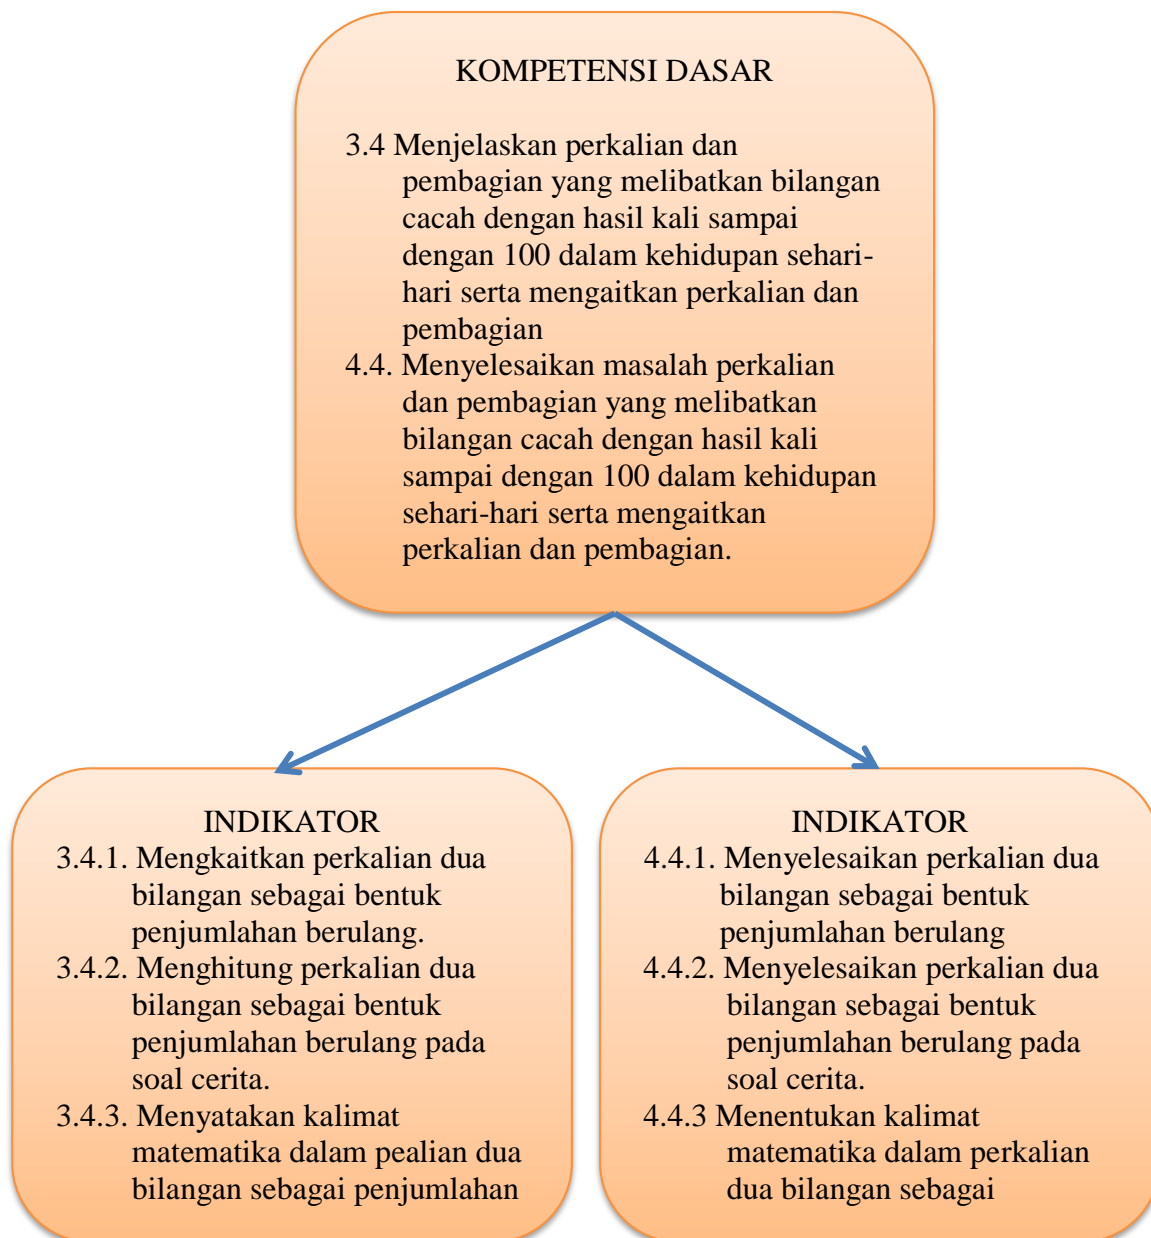 KOMPETENSI DASAR
3.4 Menjelaskan perkalian dan
pembagian yang melibatkan bilangan
cacah dengan hasil kali sampai
dengan 100 dalam kehidupan sehari-
hari serta mengaitkan perkalian dan
pembagian
4.4. Menyelesaikan masalah perkalian
dan pembagian yang melibatkan
bilangan cacah dengan hasil kali
sampai dengan 100 dalam kehidupan
sehari-hari serta mengaitkan
perkalian dan pembagian.
INDIKATOR
3.4.1. Mengkaitkan perkalian dua
bilangan sebagai bentuk
penjumlahan berulang.
3.4.2. Menghitung perkalian dua
bilangan sebagai bentuk
penjumlahan berulang pada
soal cerita.
3.4.3. Menyatakan kalimat
matematika dalam pealian dua
bilangan sebagai penjumlahan
INDIKATOR
4.4.1. Menyelesaikan perkalian dua
bilangan sebagai bentuk
penjumlahan berulang
4.4.2. Menyelesaikan perkalian dua
bilangan sebagai bentuk
penjumlahan berulang pada
soal cerita.
4.4.3 Menentukan kalimat
matematika dalam perkalian
dua bilangan sebagai